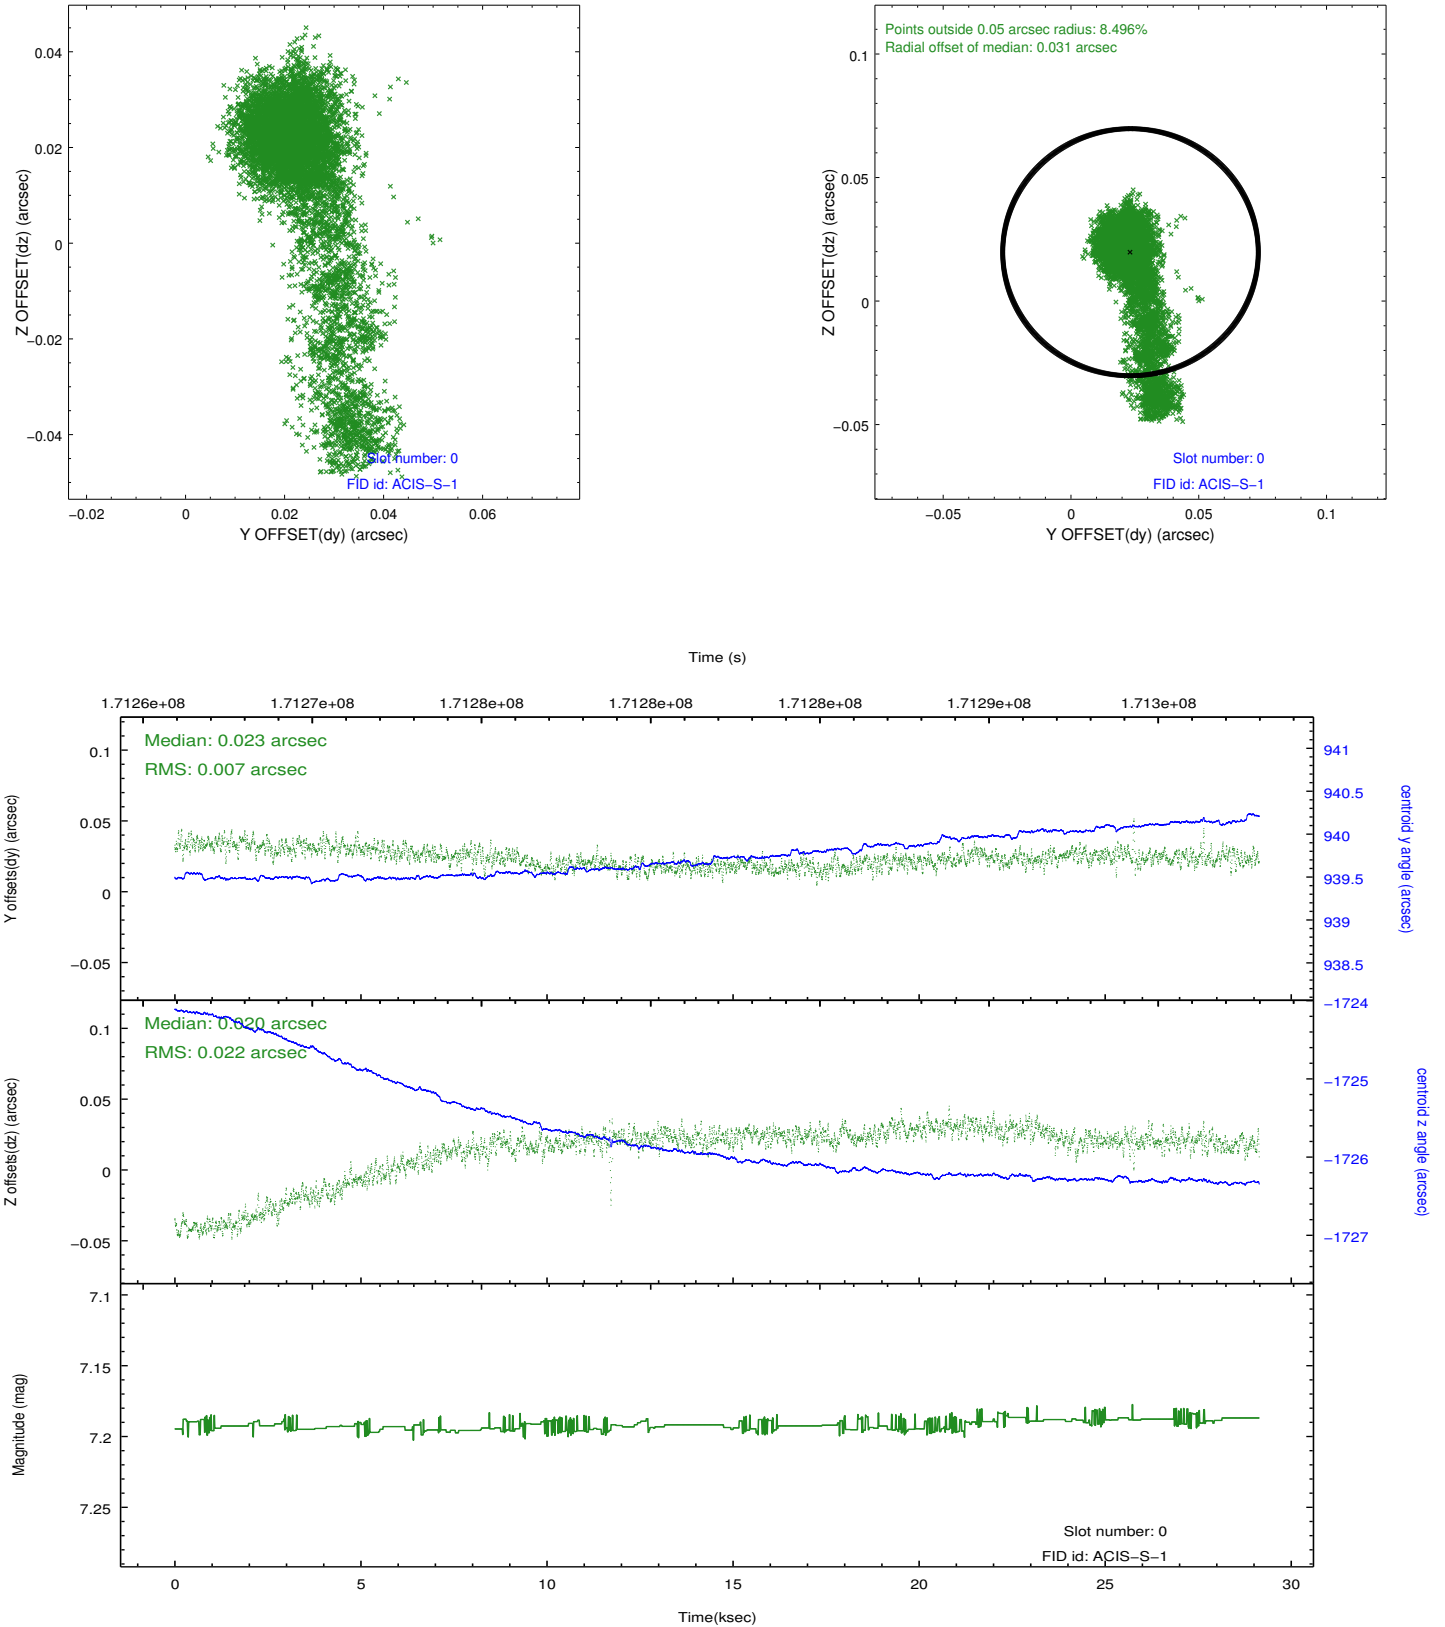 0.04
0.02
0
−0.02
−0.04
Z OFFSET(dz) (arcsec)
−0.02 0 0.02 0.04 0.06
Y OFFSET(dy) (arcsec)
Slot number: 0
FID id: ACIS−S−1
Points outside 0.05 arcsec radius: 8.496%
Radial offset of median: 0.031 arcsec
0.1
0.05
0
−0.05
Z OFFSET(dz) (arcsec)
−0.05 0 0.05 0.1
Y OFFSET(dy) (arcsec)
Slot number: 0
FID id: ACIS−S−1
Time (s)
1.7126e+08 1.7127e+08 1.7128e+08 1.7128e+08 1.7128e+08 1.7129e+08 1.713e+08
Median: 0.023 arcsec
RMS: 0.007 arcsec
0.1
0.05
0
−0.05
Y offsets(dy) (arcsec)
941
940.5
940
939.5
939
938.5
centroid y angle (arcsec)
Median: 0.020 arcsec
RMS: 0.022 arcsec
0.1
0.05
0
−0.05
Z offsets(dz) (arcsec)
−1724
−1725
−1726
−1727
centroid z angle (arcsec)
7.1
7.15
7.2
7.25
Magnitude (mag)
Slot number: 0
FID id: ACIS−S−1
0 5 10 15 20 25 30
Time(ksec)